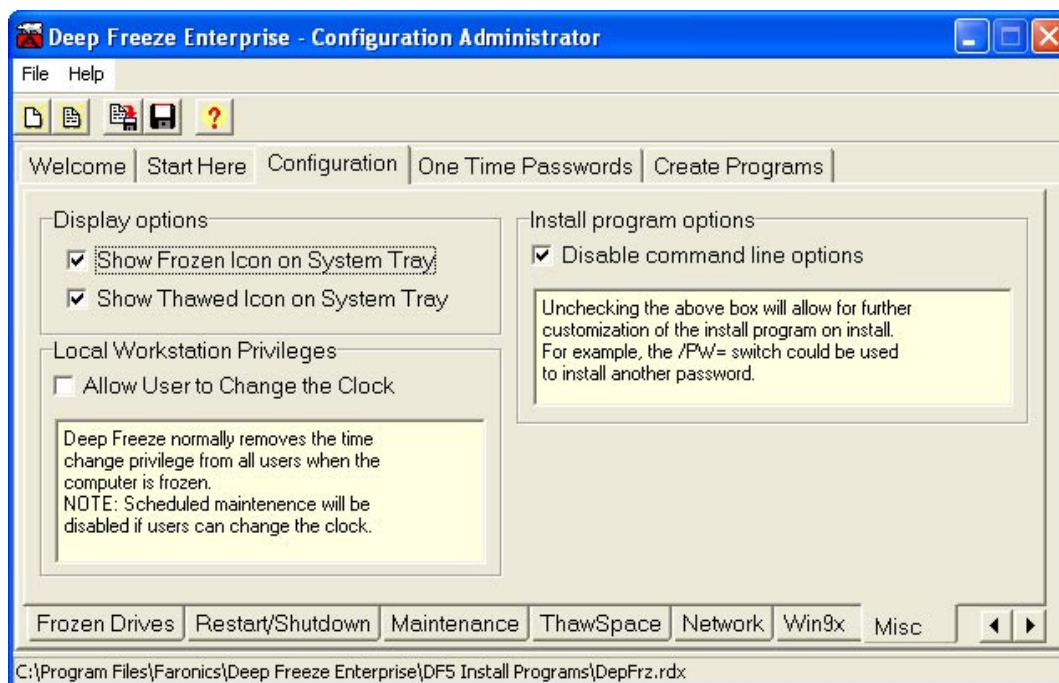 Deep Freeze Enterprise - Configuration Administrator
File Help
?
Welcome Start Here Configuration One Time Passwords Create Programs
Display options
Show Frozen Icon on System Tray
Show Thawed Icon on System Tray
Local Workstation Privileges
Allow User to Change the Clock
Deep Freeze normally removes the time
change privilege from all users when the
computer is frozen.
NOTE: Scheduled maintenence will be
disabled if users can change the clock.
Install program options
Disable command line options
Unchecking the above box will allow for further
customization of the install program on install.
For example, the /PW= switch could be used
to install another password.
Frozen Drives Restart/Shutdown Maintenance ThawSpace Network Win9x Misc
C:\Program Files\Faronics\Deep Freeze Enterprise\DF5 Install Programs\DepFrz.rdx